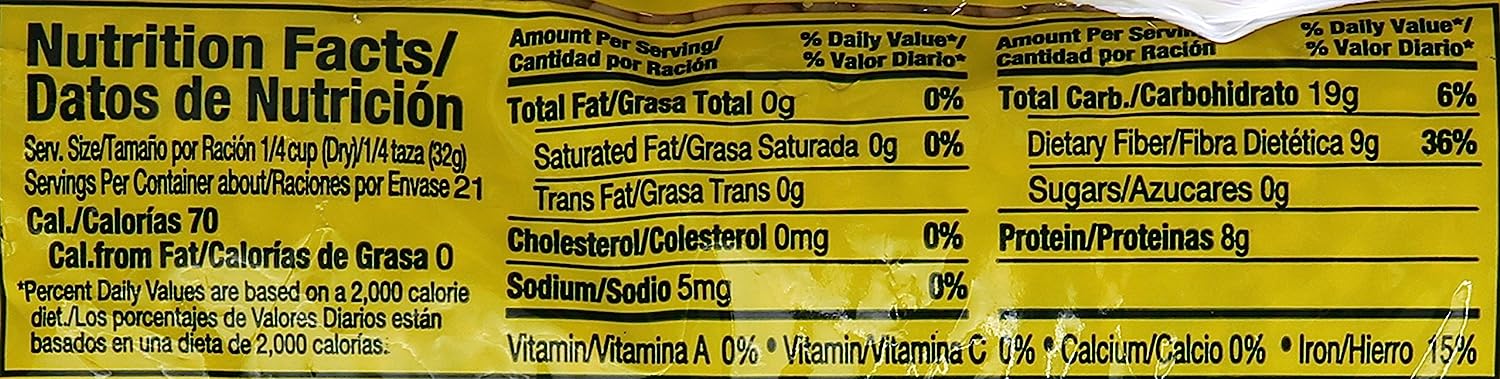 Nutrition Facts/
Datos de Nutrición
Serv. Size/Tamaño por Ración 1/4 cup (Dry)/1/4 taza (32g)
Servings Per Container about/Raciones por Envase 21
Cal./Calorías 70
Cal.from Fat/Calorías de Grasa 0
*Percent Daily Values are based on a 2,000 calorie
diet./Los porcentajes de Valores Diarios están
basados en una dieta de 2,000 calorías.
Amount Per Serving/ % Daily Value*/
Cantidad por Ración % Valor Diario*
Total Fat/Grasa Total 0g 0%
Saturated Fat/Grasa Saturada 0g 0%
Trans Fat/Grasa Trans 0g
Cholesterol/Colesterol 0mg 0%
Sodium/Sodio 5mg 0%
Amount Per % Daily Value*/
Cantidad por Ración % Valor Diario*
Total Carb./Carbohidrato 19g 6%
Dietary Fiber/Fibra Dietética 9g 36%
Sugars/Azucares 0g
Protein/Proteinas 8g
Vitamin/Vitamina A 0% • Vitamin/Vitamina C 0% • Calcium/Calcio 0% • Iron/Hierro 15%